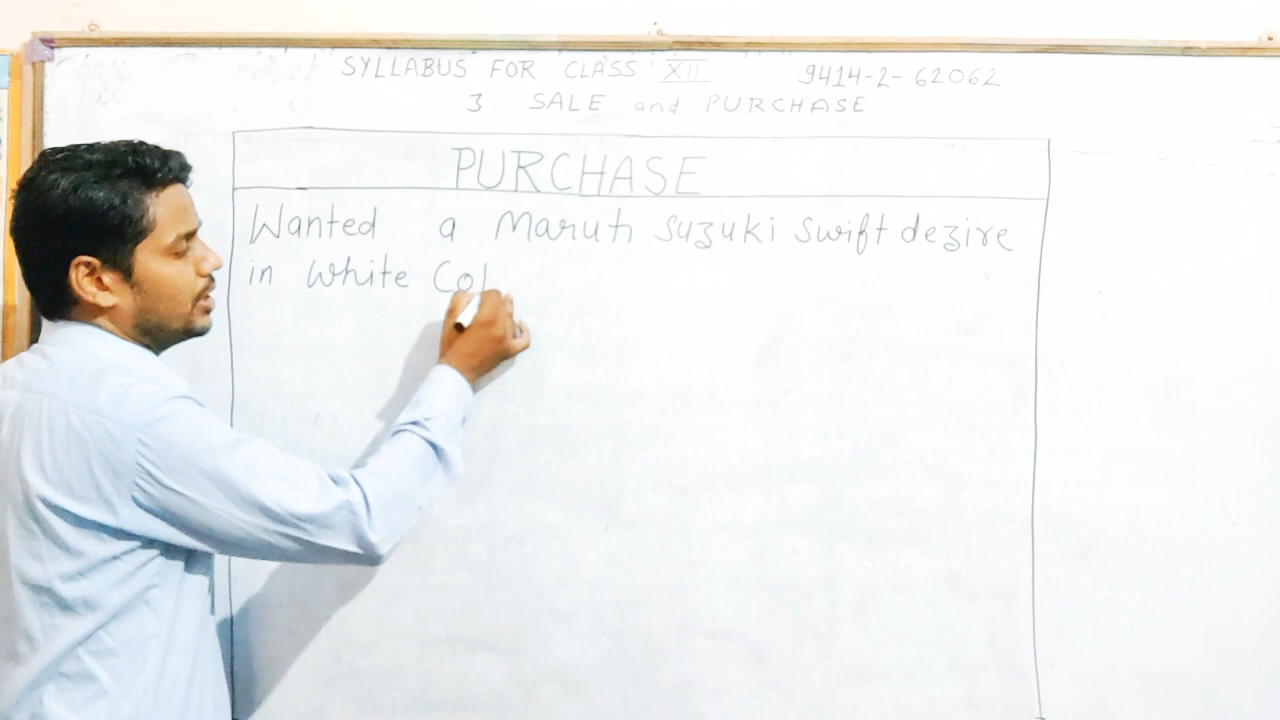 SYLLABUS FOR CLASS XII 9414-2-62062
3. SALE and PURCHASE
PURCHASE
Wanted a Maruti Suzuki Swift dezire
in white Col